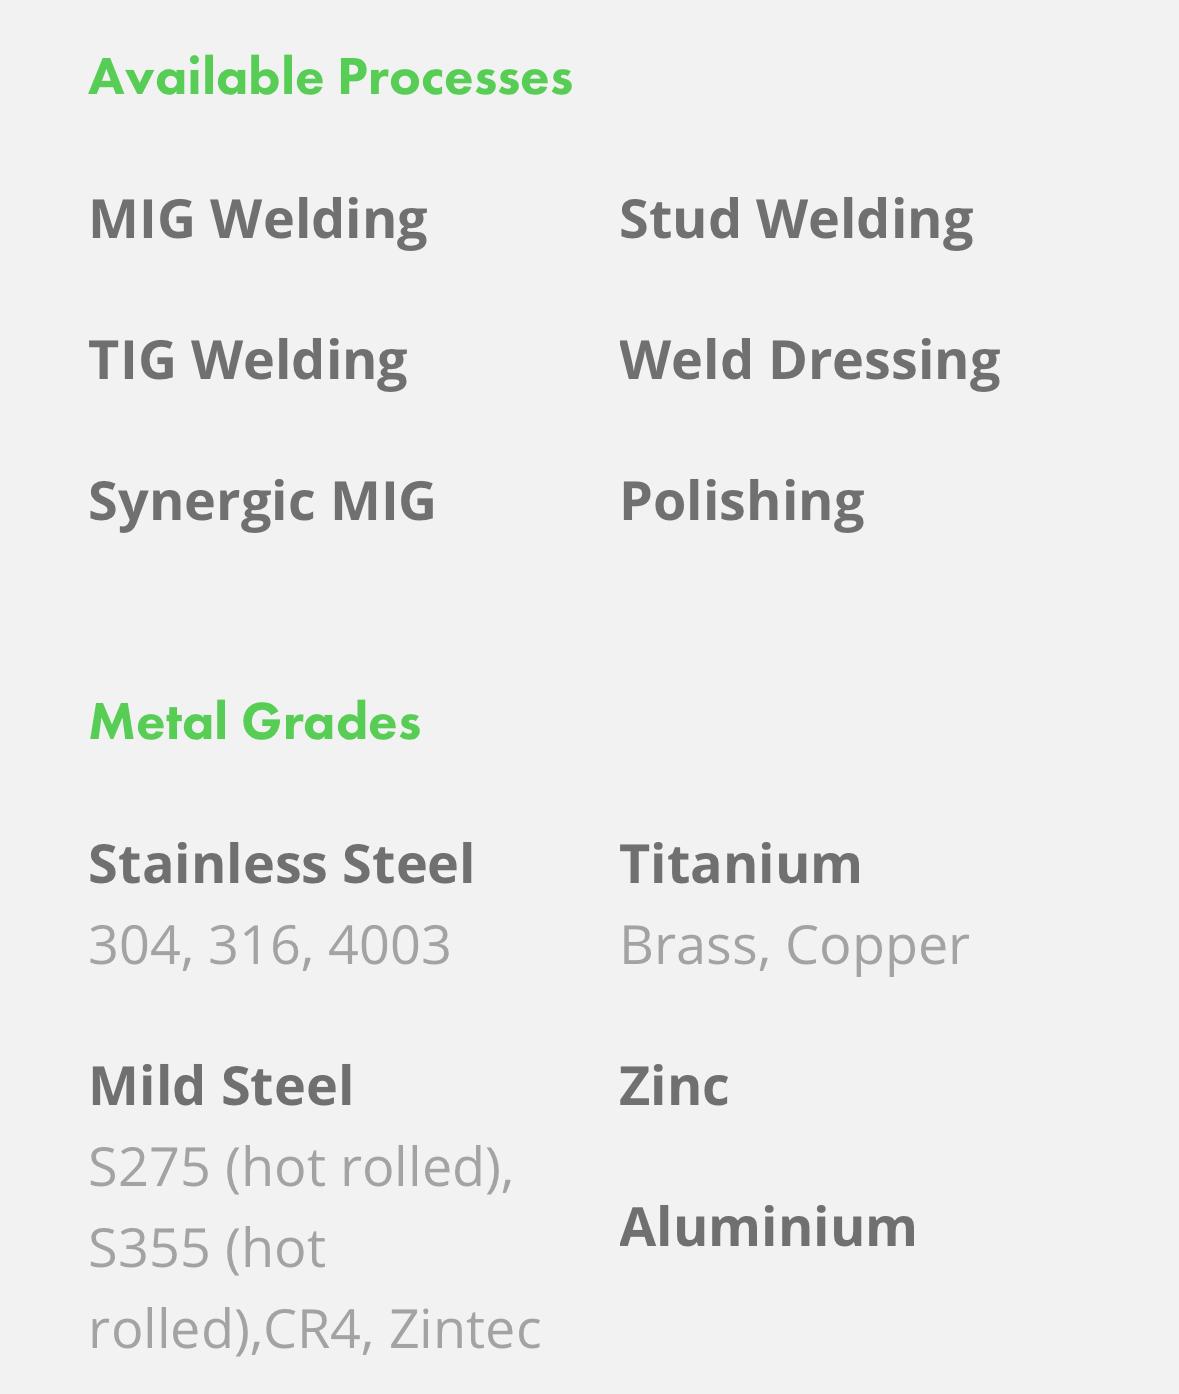 Available Processes
MIG Welding
Stud Welding
TIG Welding
Weld Dressing
Synergic MIG
Polishing
Metal Grades
Stainless Steel
304, 316, 4003
Titanium
Brass, Copper
Mild Steel
S275 (hot rolled),
S355 (hot
rolled),CR4, Zintec
Zinc
Aluminium